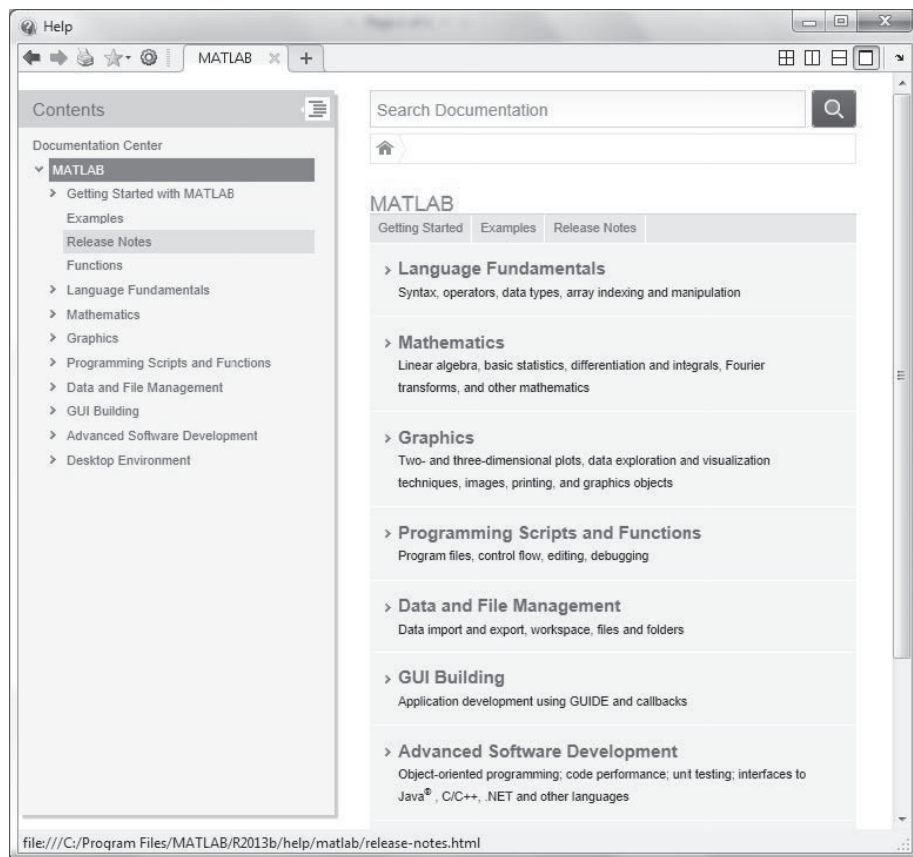 Help
MATLAB
Contents
Documentation Center
MATLAB
Getting Started with MATLAB
Examples
Release Notes
Functions
Language Fundamentals
Mathematics
Graphics
Programming Scripts and Functions
Data and File Management
GUI Building
Advanced Software Development
Desktop Environment
Search Documentation
MATLAB
Getting Started Examples Release Notes
Language Fundamentals
Syntax, operators, data types, array indexing and manipulation
Mathematics
Linear algebra, basic statistics, differentiation and integrals, Fourier
transforms, and other mathematics
Graphics
Two- and three-dimensional plots, data exploration and visualization
techniques, images, printing, and graphics objects
Programming Scripts and Functions
Program files, control flow, editing, debugging
Data and File Management
Data import and export, workspace, files and folders
GUI Building
Application development using GUIDE and callbacks
Advanced Software Development
Object-oriented programming; code performance; unit testing; interfaces to
Java® , C/C++, .NET and other languages
file:///C:/Program Files/MATLAB/R2013b/help/matlab/release-notes.html